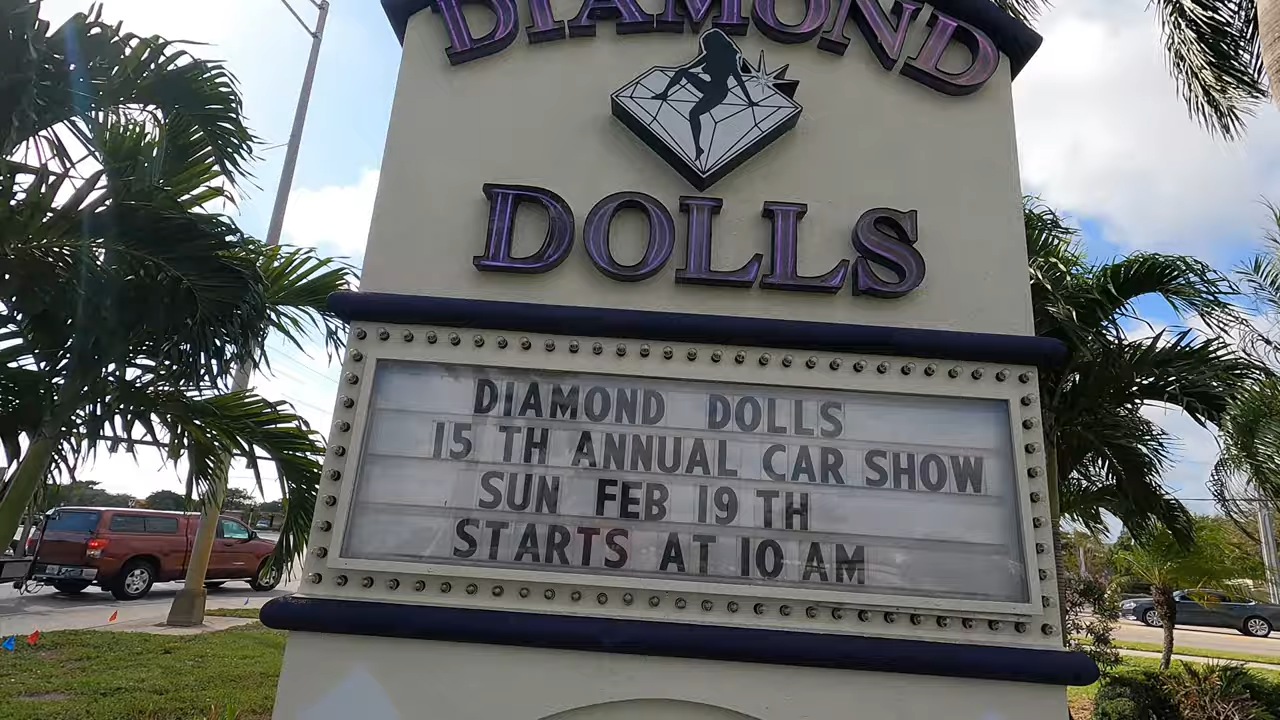 DIAMOND
DOLLS
DIAMOND DOLLS
15 TH ANNUAL CAR SHOW
SUN FEB 19 TH
STARTS AT 10 AM